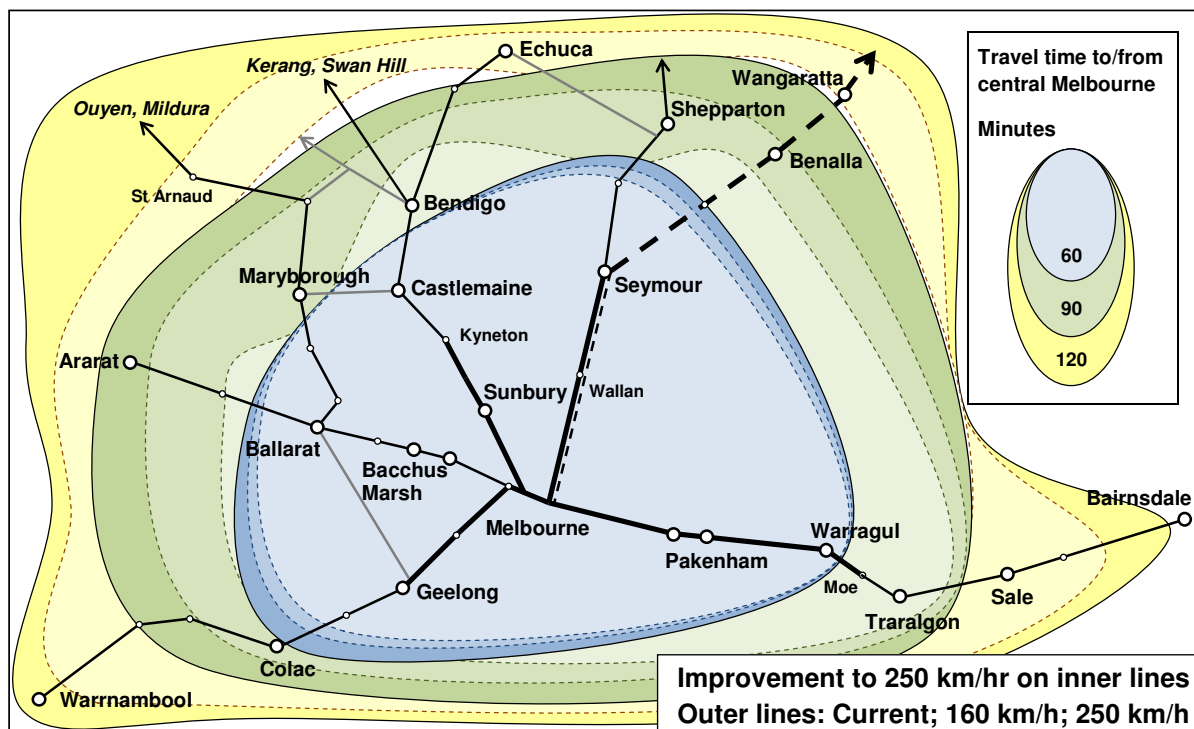 Echuca
Kerang, Swan Hill
Wangaratta
Ouyen, Mildura
Shepparton
Benalla
St Arnaud
Bendigo
Maryborough
Castlemaine
Seymour
Kyneton
Ararat
Sunbury
Wallan
Ballarat
Bacchus
Marsh
Melbourne
Bairnsdale
Warragul
Pakenham
Geelong
Moe
Sale
Traralgon
Colac
Warrnambool
Travel time to/from
central Melbourne
Minutes
60
90
120
Improvement to 250 km/hr on inner lines
Outer lines: Current; 160 km/h; 250 km/h